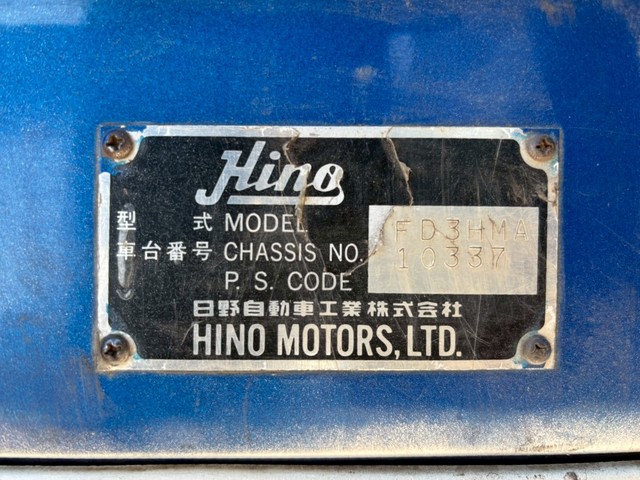 Hino
型 式 MODEL FD3HMA
車台番号 CHASSIS NO. 10337
P. S. CODE
日野自動車工業株式会社
HINO MOTORS, LTD.